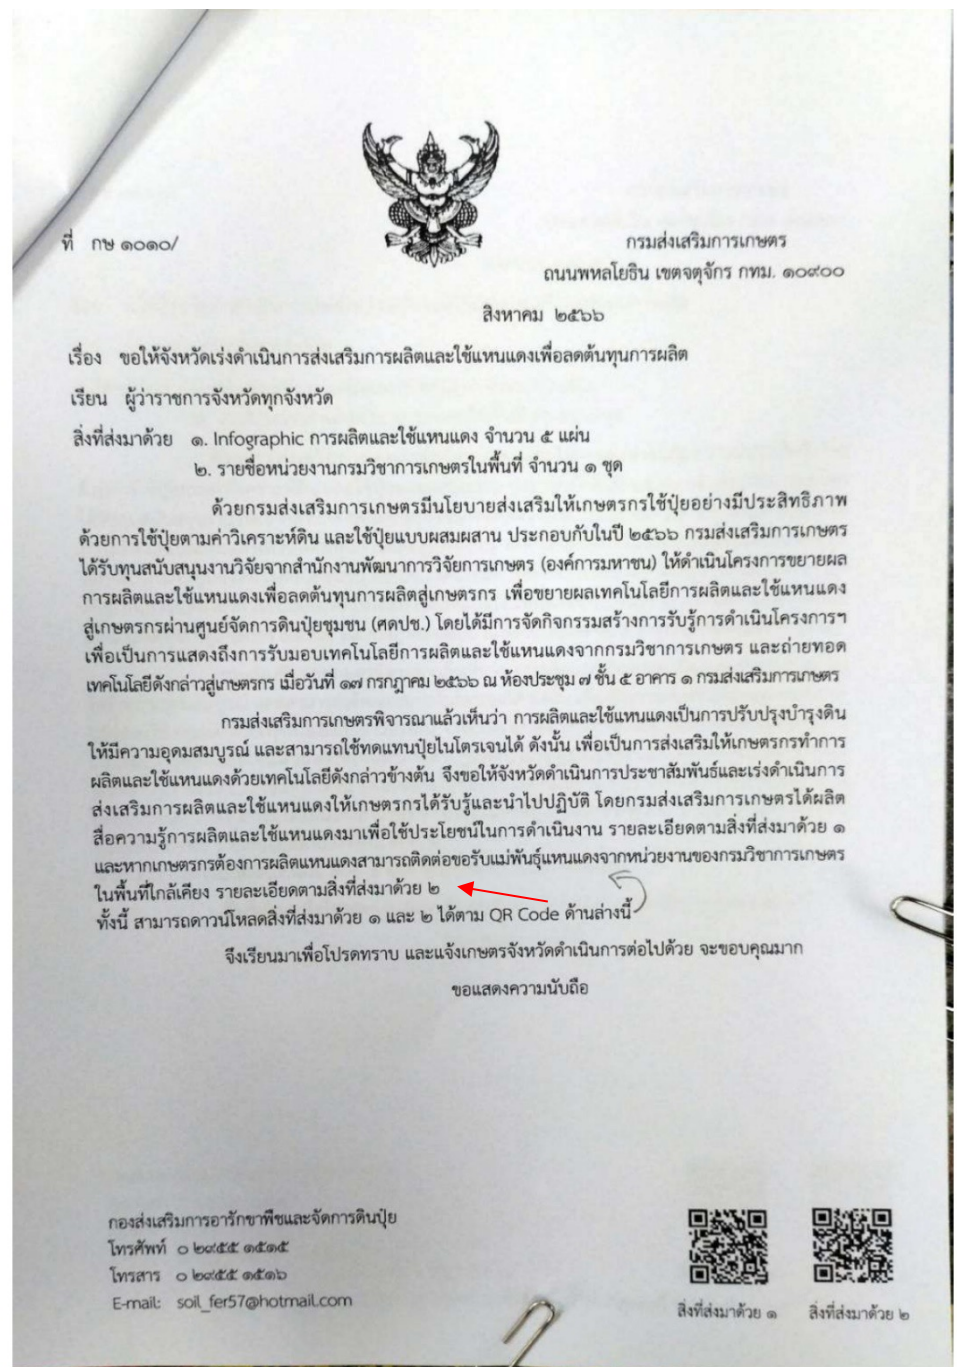 ที่ กษ ๑๐๑๐/
กรมส่งเสริมการเกษตร
ถนนพหลโยธิน เขตจตุจักร กทม. ๑๐๙๐๐
สิงหาคม ๒๕๖๖
เรื่อง ขอให้จังหวัดเร่งดำเนินการส่งเสริมการผลิตและใช้แหนแดงเพื่อลดต้นทุนการผลิต
เรียน ผู้ว่าราชการจังหวัดทุกจังหวัด
สิ่งที่ส่งมาด้วย ๑. Infographic การผลิตและใช้แหนแดง จำนวน ๕ แผ่น
๒. รายชื่อหน่วยงานกรมวิชาการเกษตรในพื้นที่ จำนวน ๑ ชุด
ด้วยกรมส่งเสริมการเกษตรมีนโยบายส่งเสริมให้เกษตรกรใช้ปุ๋ยอย่างมีประสิทธิภาพ
ด้วยการใช้ปุ๋ยตามค่าวิเคราะห์ดิน และใช้ปุ๋ยแบบผสมผสาน ประกอบกับในปี ๒๕๖๖ กรมส่งเสริมการเกษตร
ได้รับทุนสนับสนุนงานวิจัยจากสำนักงานพัฒนาการวิจัยการเกษตร (องค์การมหาชน) ให้ดำเนินโครงการขยายผล
การผลิตและใช้แหนแดงเพื่อลดต้นทุนการผลิตสู่เกษตรกร เพื่อขยายผลเทคโนโลยีการผลิตและใช้แหนแดง
สู่เกษตรกรผ่านศูนย์จัดการดินปุ๋ยชุมชน (ศดปช.) โดยได้มีการจัดกิจกรรมสร้างการรับรู้การดำเนินโครงการฯ
เพื่อเป็นการแสดงถึงการรับมอบเทคโนโลยีการผลิตและใช้แหนแดงจากกรมวิชาการเกษตร และถ่ายทอด
เทคโนโลยีดังกล่าวสู่เกษตรกร เมื่อวันที่ ๑๗ กรกฎาคม ๒๕๖๖ ณ ห้องประชุม ๗ ชั้น ๕ อาคาร ๑ กรมส่งเสริมการเกษตร
กรมส่งเสริมการเกษตรพิจารณาแล้วเห็นว่า การผลิตและใช้แหนแดงเป็นการปรับปรุงบำรุงดิน
ให้มีความอุดมสมบูรณ์ และสามารถใช้ทดแทนปุ๋ยไนโตรเจนได้ ดังนั้น เพื่อเป็นการส่งเสริมให้เกษตรกรทำการ
ผลิตและใช้แหนแดงด้วยเทคโนโลยีดังกล่าวข้างต้น จึงขอให้จังหวัดดำเนินการประชาสัมพันธ์และเร่งดำเนินการ
ส่งเสริมการผลิตและใช้แหนแดงให้เกษตรกรได้รับรู้และนำไปปฏิบัติ โดยกรมส่งเสริมการเกษตรได้ผลิต
สื่อความรู้การผลิตและใช้แหนแดงมาเพื่อใช้ประโยชน์ในการดำเนินงาน รายละเอียดตามสิ่งที่ส่งมาด้วย ๑
และหากเกษตรกรต้องการผลิตแหนแดงสามารถติดต่อขอรับแม่พันธุ์แหนแดงจากหน่วยงานของกรมวิชาการเกษตร
ในพื้นที่ใกล้เคียง รายละเอียดตามสิ่งที่ส่งมาด้วย ๒
ทั้งนี้ สามารถดาวน์โหลดสิ่งที่ส่งมาด้วย ๑ และ ๒ ได้ตาม QR Code ด้านล่างนี้
จึงเรียนมาเพื่อโปรดทราบ และแจ้งเกษตรจังหวัดดำเนินการต่อไปด้วย จะขอบคุณมาก
ขอแสดงความนับถือ
กองส่งเสริมการอารักขาพืชและจัดการดินปุ๋ย
โทรศัพท์ ๐ ๒๙๕๕ ๑๕๑๕
โทรสาร ๐ ๒๙๕๕ ๑๕๑๖
E-mail: soil_fer57@hotmail.com
สิ่งที่ส่งมาด้วย ๑
สิ่งที่ส่งมาด้วย ๒